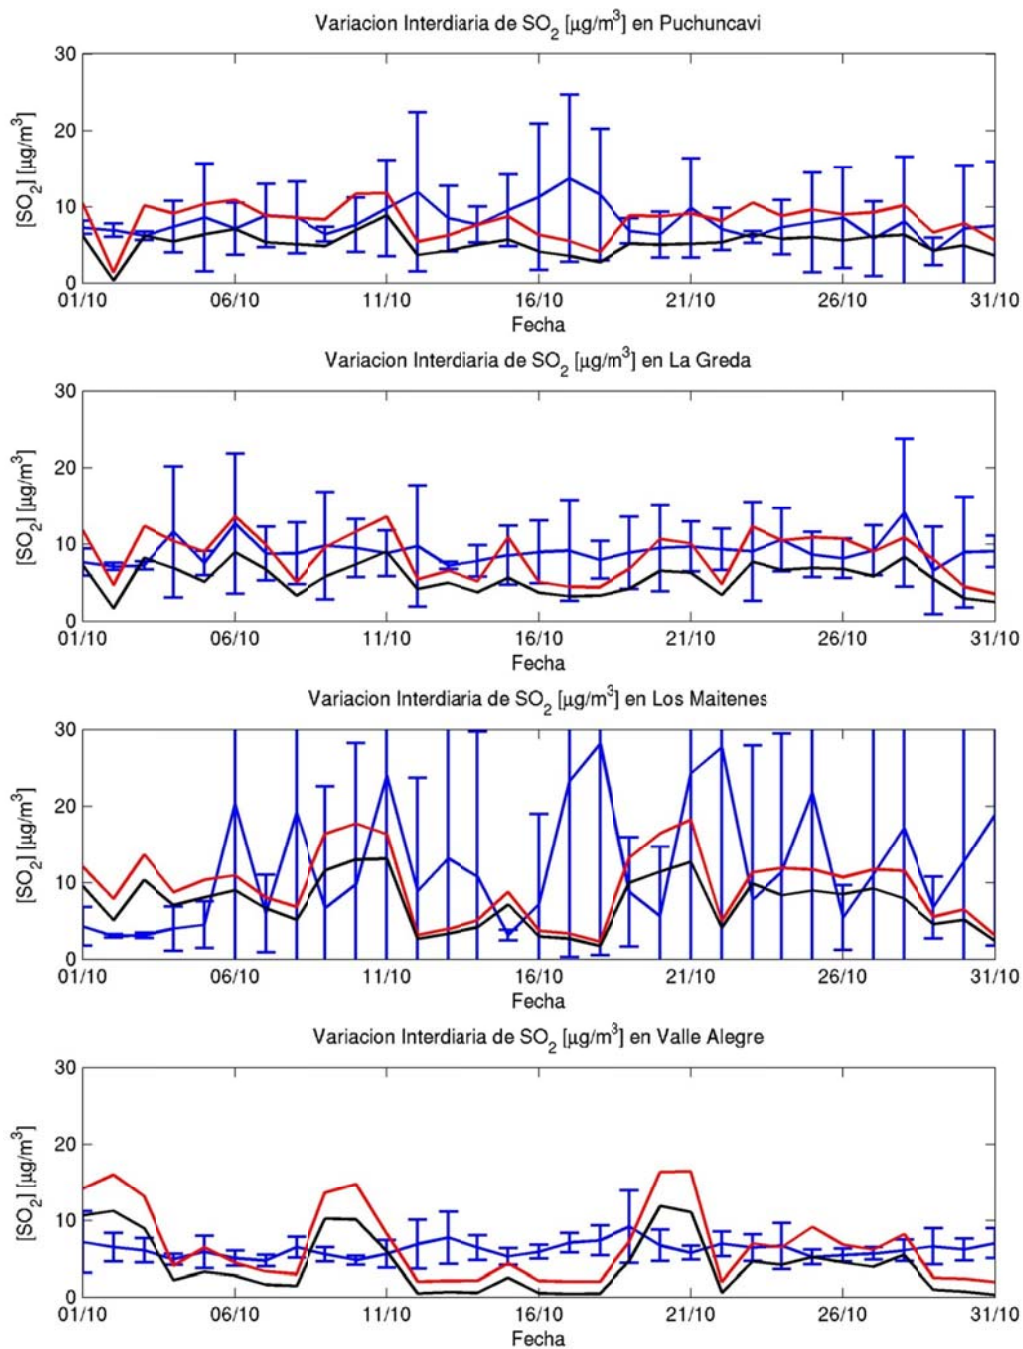 Variacion Interdiaria de SO2 [μg/m3] en Puchuncavi
[SO2] [μg/m3]
30
20
10
0
01/10 06/10 11/10 16/10 21/10 26/10 31/10
Fecha
Variacion Interdiaria de SO2 [μg/m3] en La Greda
[SO2] [μg/m3]
30
20
10
0
01/10 06/10 11/10 16/10 21/10 26/10 31/10
Fecha
Variacion Interdiaria de SO2 [μg/m3] en Los Maitenes
[SO2] [μg/m3]
30
20
10
0
01/10 06/10 11/10 16/10 21/10 26/10 31/10
Fecha
Variacion Interdiaria de SO2 [μg/m3] en Valle Alegre
[SO2] [μg/m3]
30
20
10
0
01/10 06/10 11/10 16/10 21/10 26/10 31/10
Fecha